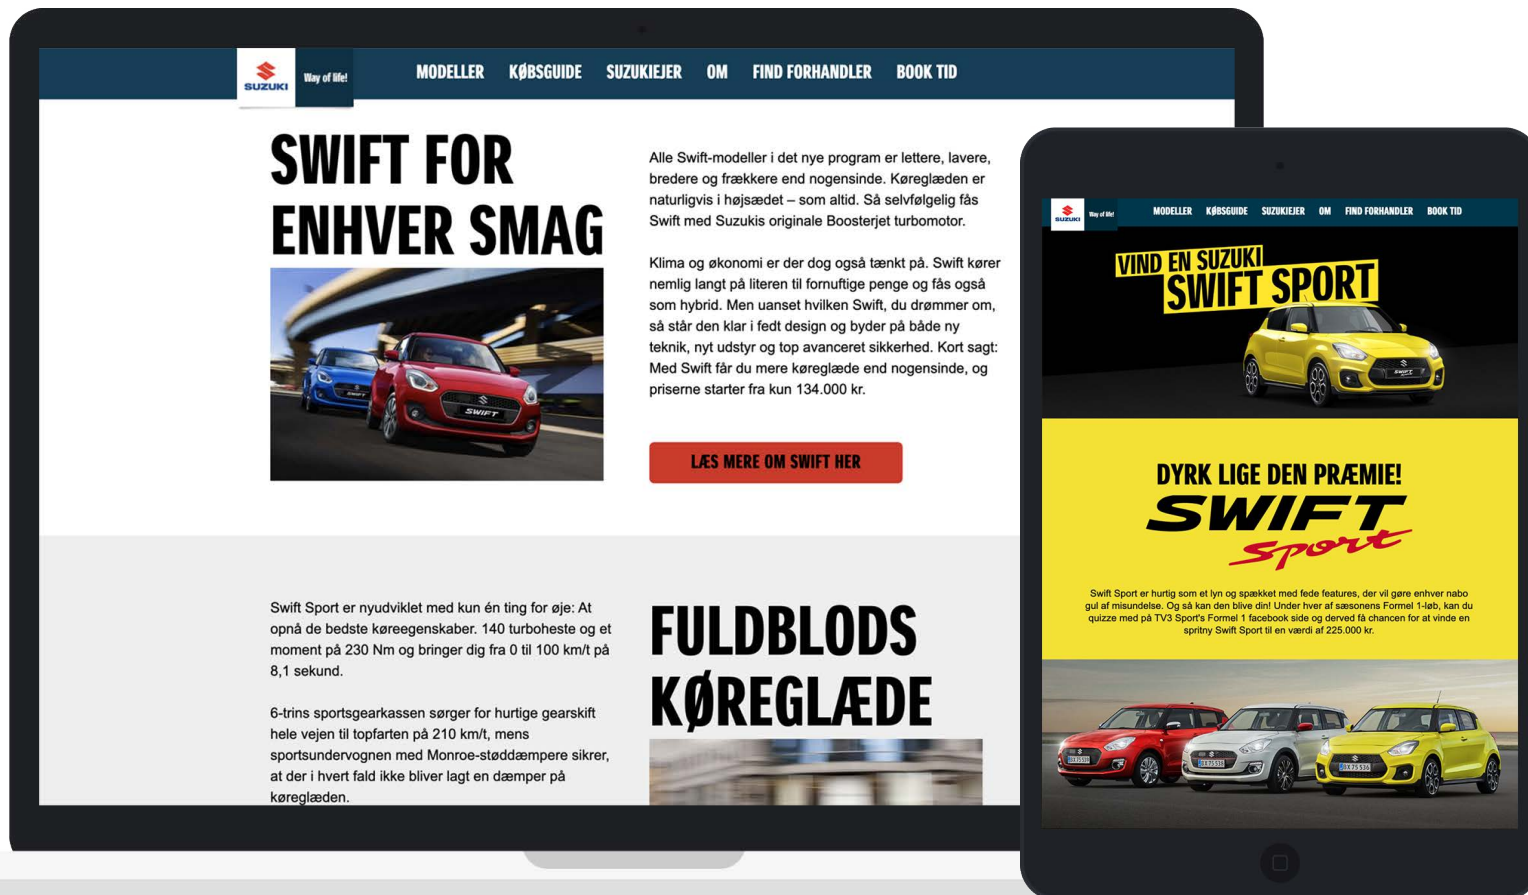 SUZUKI
Way of life!
MODELLER KØBSGUIDE SUZUKIEJER OM FIND FORHANDLER BOOK TID
SWIFT FOR
ENHVER SMAG
SWIFT
Alle Swift-modeller i det nye program er lettere, lavere,
bredere og frækkere end nogensinde. Køreglæden er
naturligvis i højsædet – som altid. Så selvfølgelig fås
Swift med Suzukis originale Boosterjet turbomotor.
Klima og økonomi er der dog også tænkt på. Swift kører
nemlig langt på literen til fornuftige penge og fås også
som hybrid. Men uanset hvilken Swift, du drømmer om,
så står den klar i fedt design og byder på både ny
teknik, nyt udstyr og top avanceret sikkerhed. Kort sagt:
Med Swift får du mere køreglæde end nogensinde, og
priserne starter fra kun 134.000 kr.
LÆS MERE OM SWIFT HER
Swift Sport er nyudviklet med kun én ting for øje: At
opnå de bedste køreegenskaber. 140 turboheste og et
moment på 230 Nm og bringer dig fra 0 til 100 km/t på
8,1 sekund.
6-trins sportsgearkassen sørger for hurtige gearskift
hele vejen til topfarten på 210 km/t, mens
sportsundervognen med Monroe-støddæmpere sikrer,
at der i hvert fald ikke bliver lagt en dæmper på
køreglæden.
FULDBLODS
KØREGLÆDE
SUZUKI
Way of life!
MODELLER KØBSGUIDE SUZUKIEJER OM FIND FORHANDLER BOOK TID
VIND EN SUZUKI
SWIFT SPORT
SWIFT
DYRK LIGE DEN PRÆMIE!
SWIFT
Sport
Swift Sport er hurtig som et lyn og spækket med fede features, der vil gøre enhver nabo
gul af misundelse. Og så kan den blive din! Under hver af sæsonens Formel 1-løb, kan du
quizze med på TV3 Sport's Formel 1 facebook side og derved få chancen for at vinde en
spritny Swift Sport til en værdi af 225.000 kr.